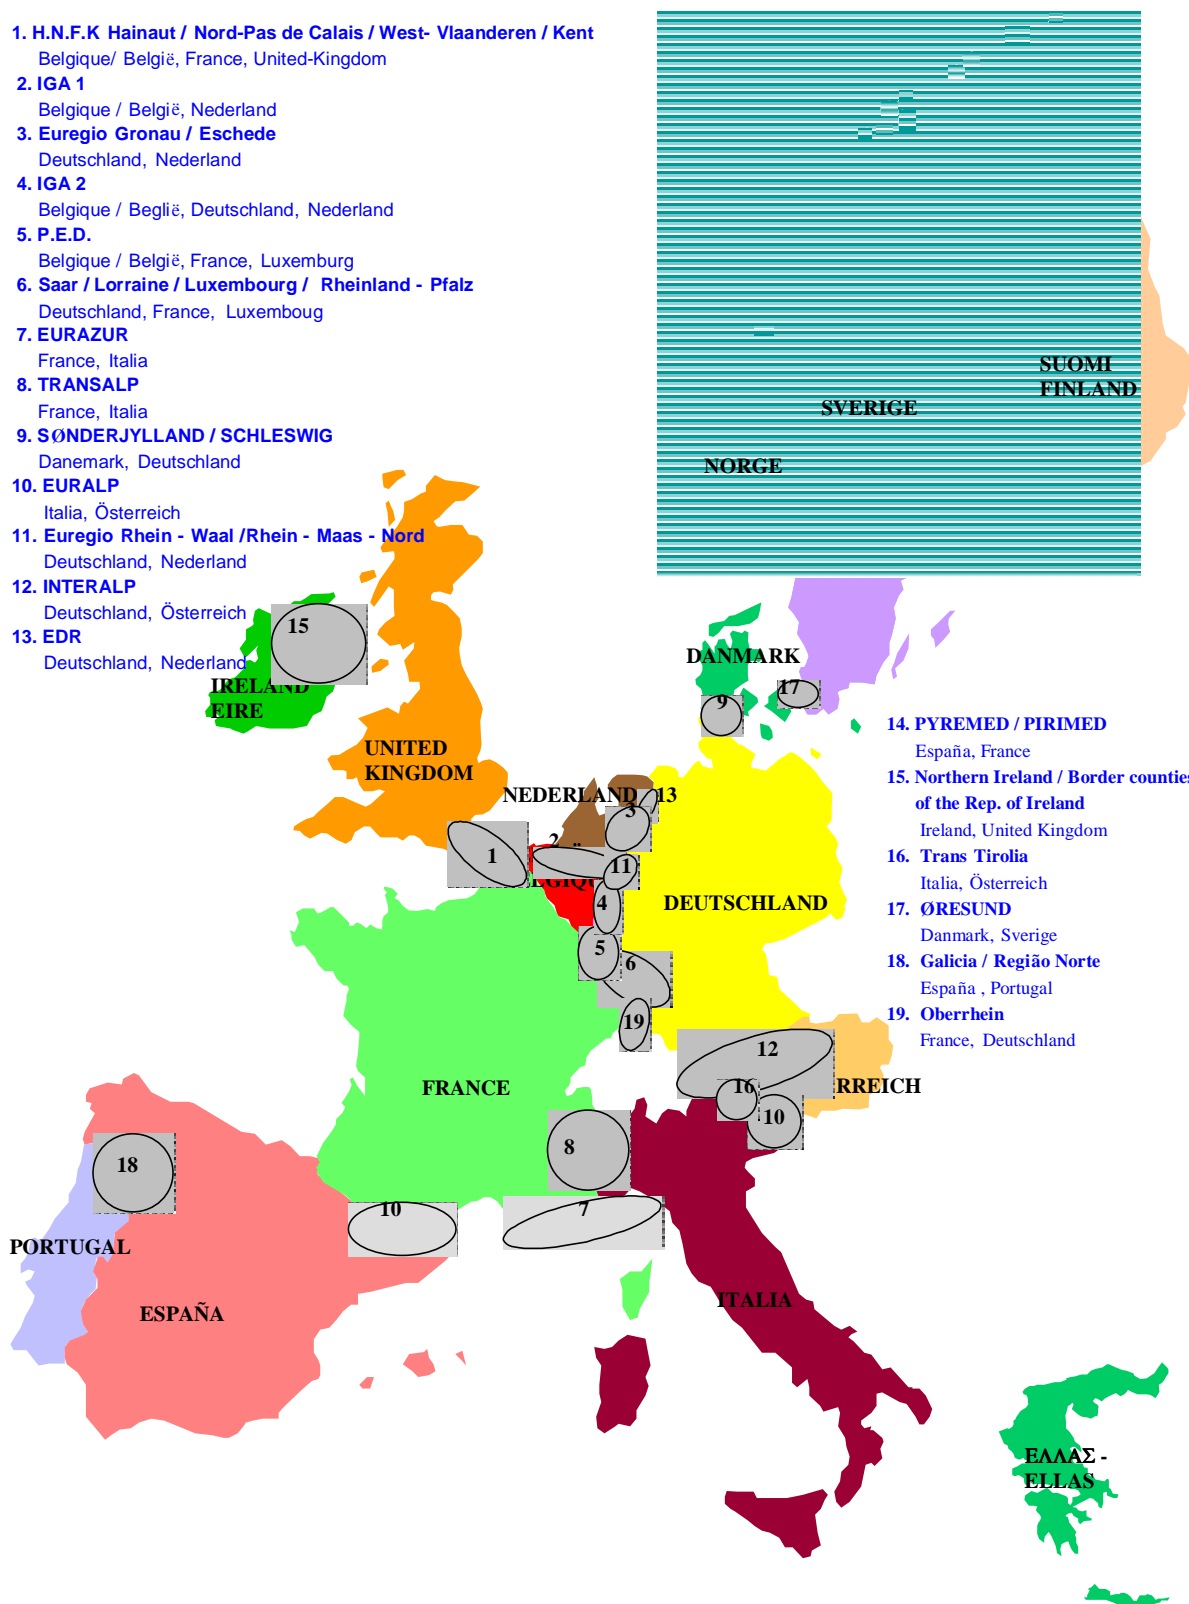 1. H.N.F.K Hainaut / Nord-Pas de Calais / West- Vlaanderen / Kent
Belgique/ België, France, United-Kingdom
2. IGA 1
Belgique / België, Nederland
3. Euregio Gronau / Eschede
Deutschland, Nederland
4. IGA 2
Belgique / Beglië, Deutschland, Nederland
5. P.E.D.
Belgique / België, France, Luxemburg
6. Saar / Lorraine / Luxembourg / Rheinland - Pfalz
Deutschland, France, Luxemboug
7. EURAZUR
France, Italia
8. TRANSALP
France, Italia
9. SØNDERJYLLAND / SCHLESWIG
Danemark, Deutschland
10. EURALP
Italia, Österreich
11. Euregio Rhein - Waal /Rhein - Maas - Nord
Deutschland, Nederland
12. INTERALP
Deutschland, Österreich
13. EDR
Deutschland, Nederland
SUOMI
FINLAND
SVERIGE
NORGE
15
IRELAND
EIRE
UNITED
KINGDOM
DANMARK
17
9
14. PYREMED / PIRIMED
España, France
15. Northern Ireland / Border counties
of the Rep. of Ireland
Ireland, United Kingdom
16. Trans Tirolia
Italia, Österreich
17. ØRESUND
Danmark, Sverige
18. Galicia / Região Norte
España , Portugal
19. Oberrhein
France, Deutschland
NEDERLAND
13
3
2
1
11
4
DEUTSCHLAND
5
6
19
12
FRANCE
16
RREICH
10
8
18
10
7
PORTUGAL
ESPAÑA
ITALIA
ΕΛΛΑΣ -
ELLAS